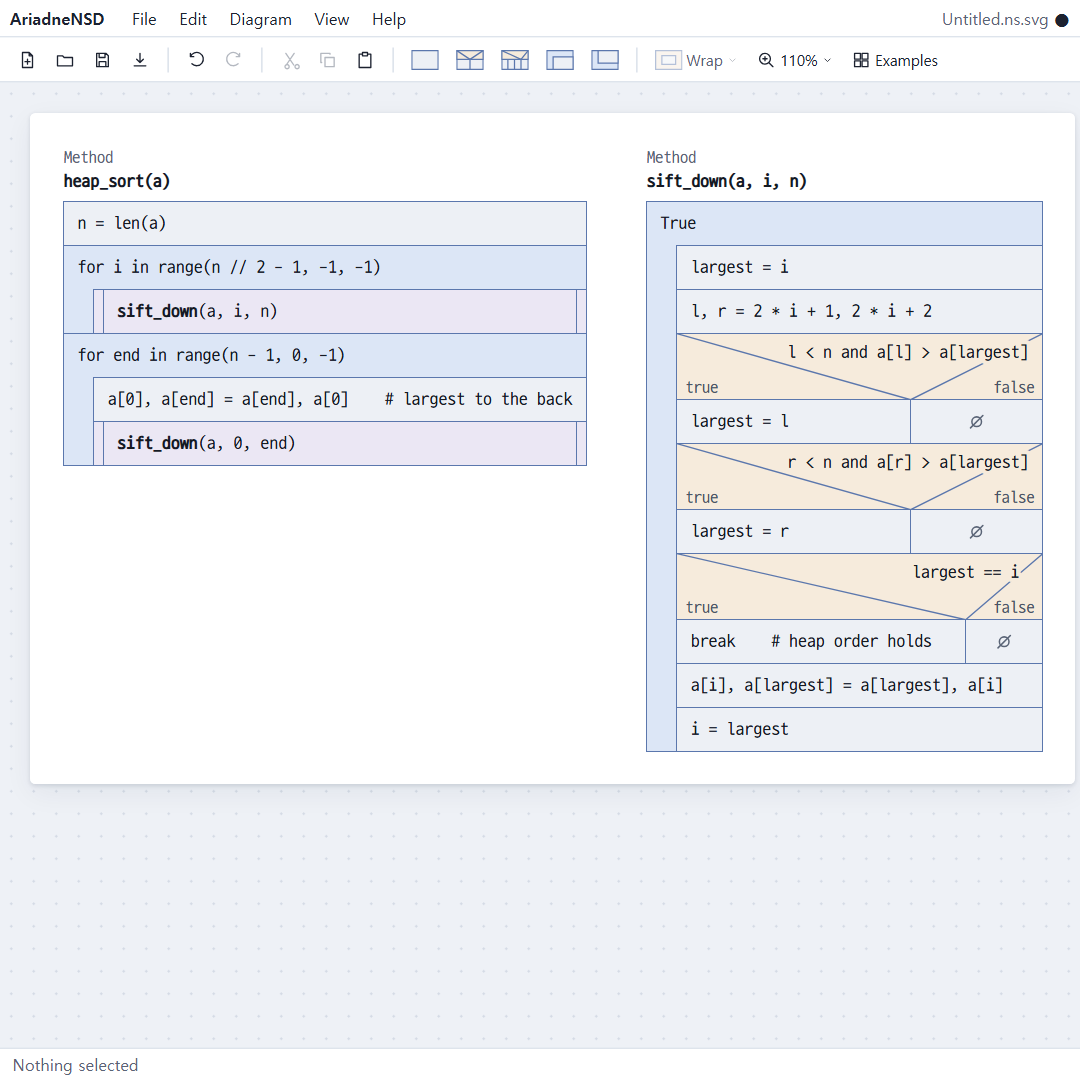 AriadneNSD File Edit Diagram View Help Untitled.ns.svg
Wrap 110% Examples
Method
heap_sort(a)
n = len(a)
for i in range(n // 2 - 1, -1, -1)
sift_down(a, i, n)
for end in range(n - 1, 0, -1)
a[0], a[end] = a[end], a[0] # largest to the back
sift_down(a, 0, end)
Method
sift_down(a, i, n)
True
largest = i
l, r = 2 * i + 1, 2 * i + 2
l < n and a[l] > a[largest]
true false
largest = l ∅
r < n and a[r] > a[largest]
true false
largest = r ∅
largest == i
true false
break # heap order holds ∅
a[i], a[largest] = a[largest], a[i]
i = largest
Nothing selected